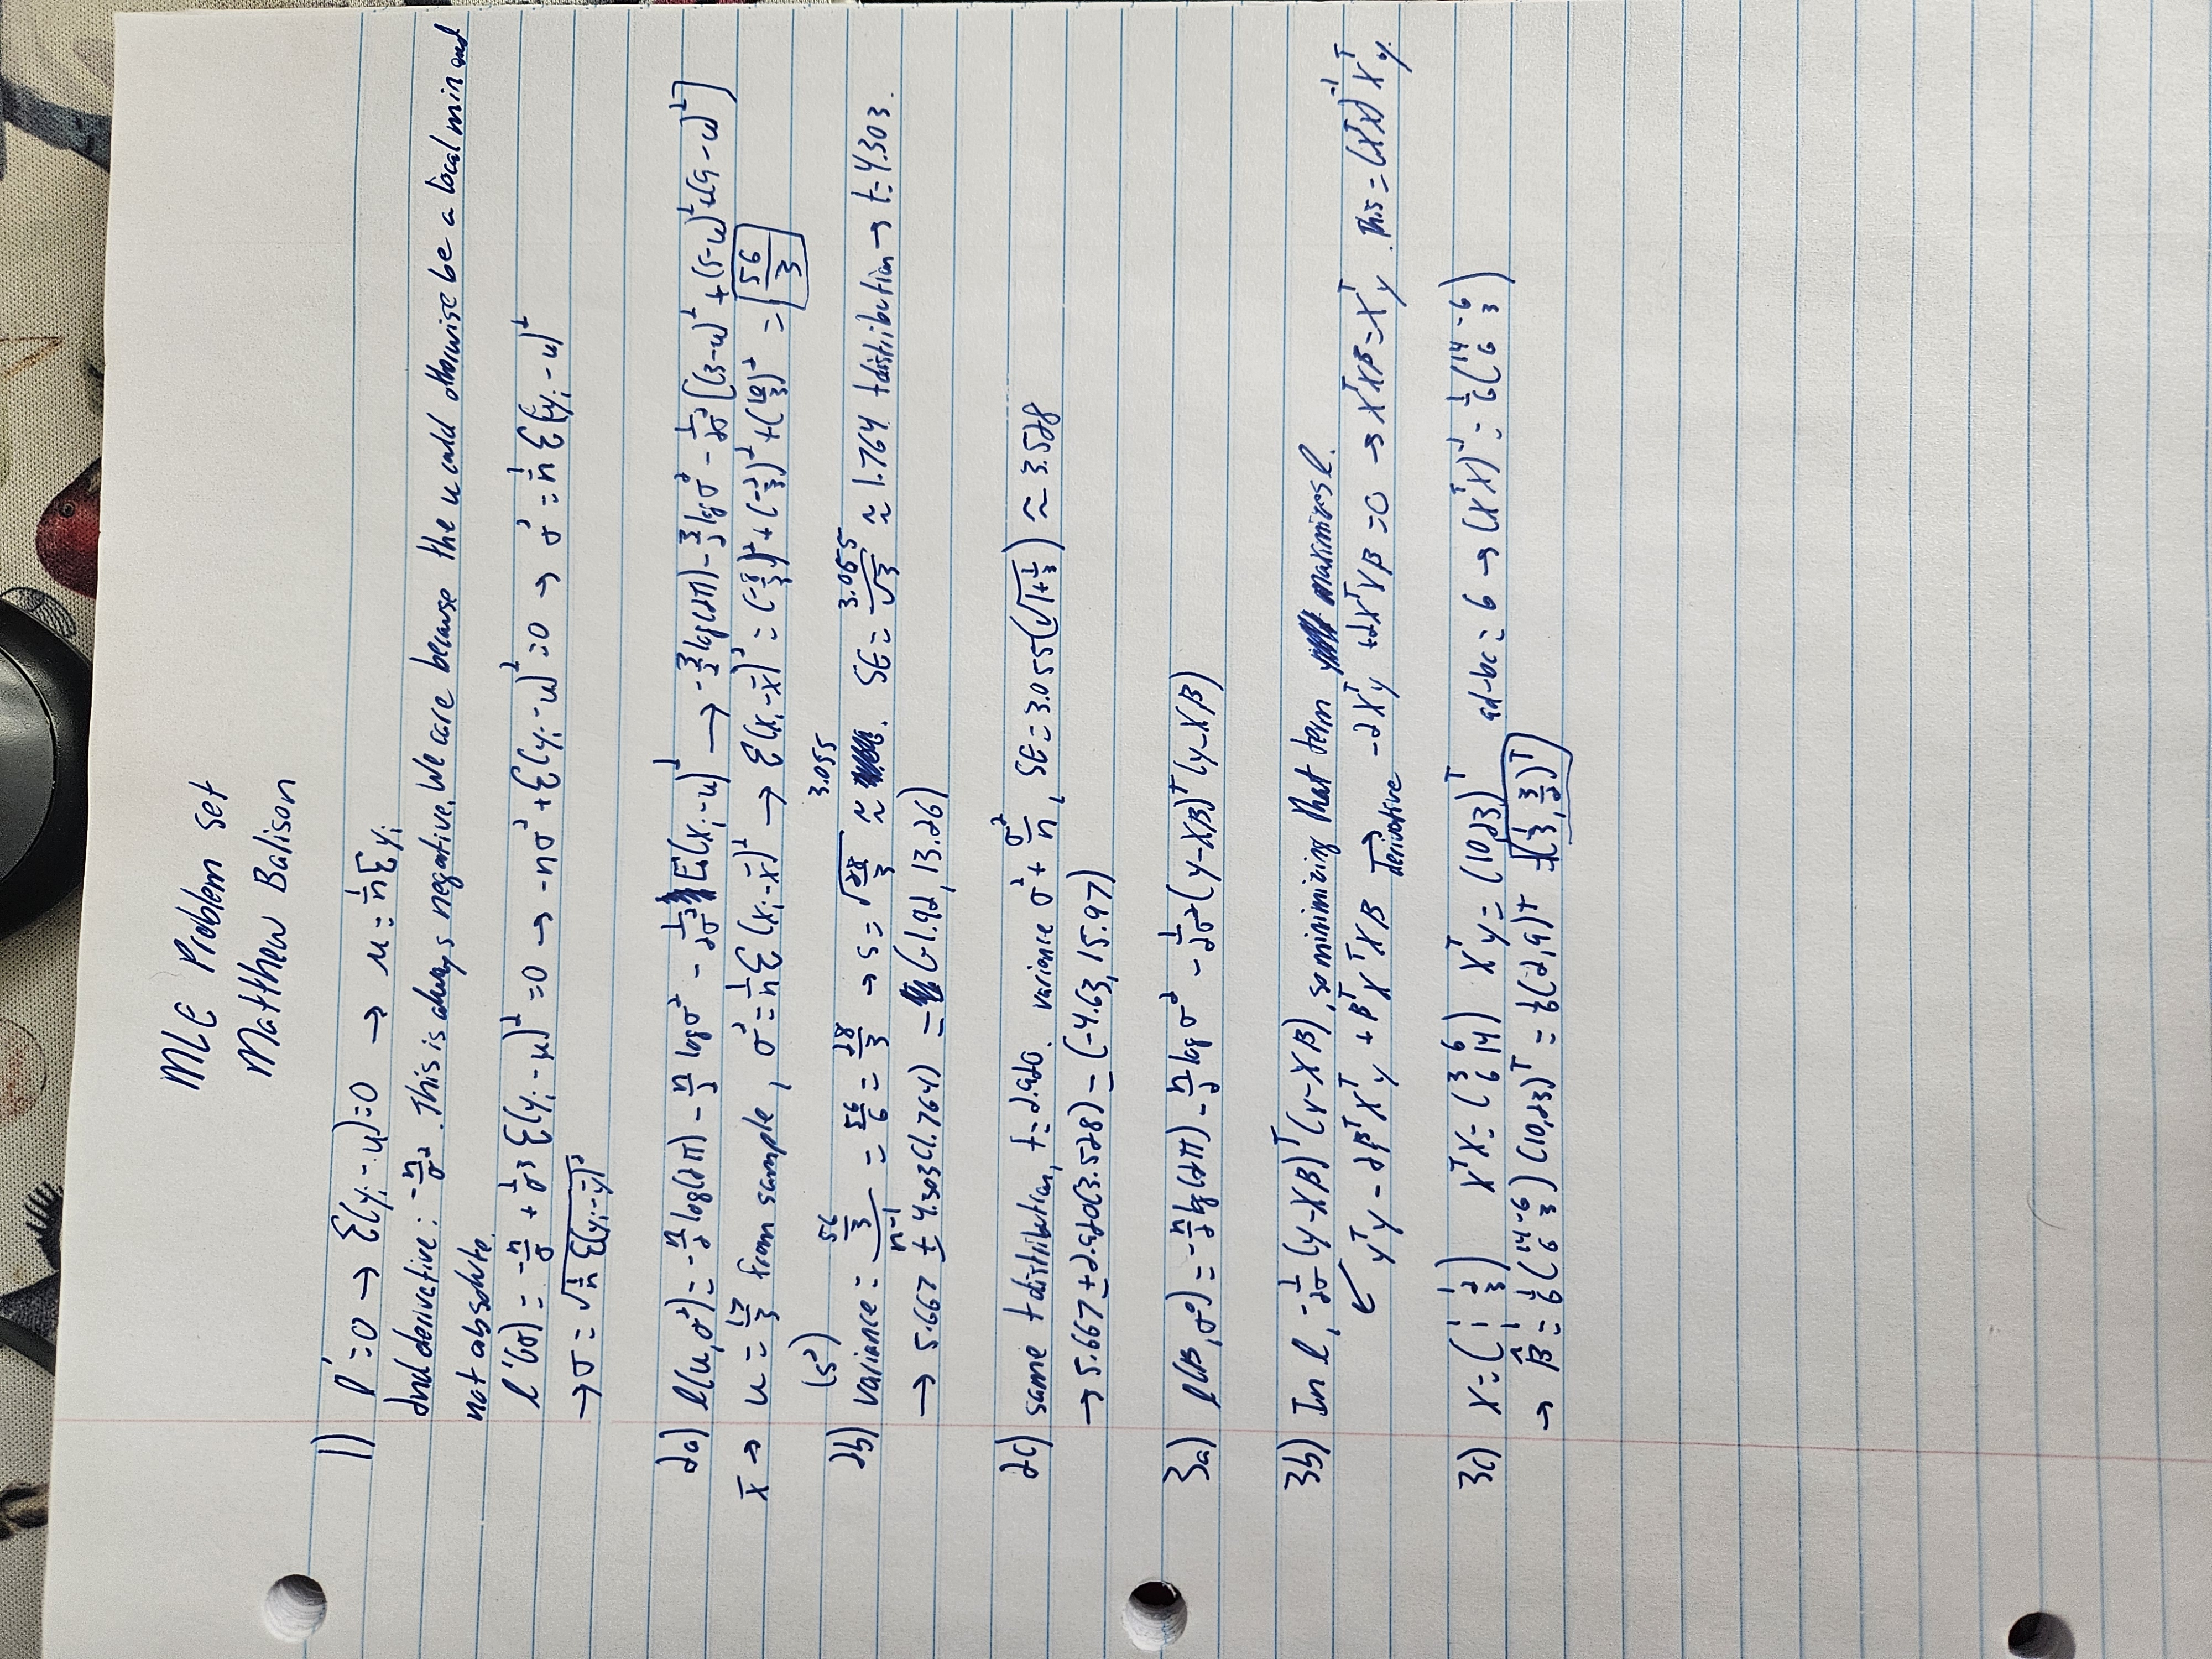 MLE Problem Set
Matthew Balison
1) l'=0 → Σ(yᵢ-u)=0 → u = 1/n Σyᵢ
2nd derivative: -n/σ². This is always negative. We care because the u could otherwise be a local min and
not absolute.
l'(σ) = -n/σ + 1/σ³ Σ(yᵢ-u)² = 0 → -nσ² + Σ(yᵢ-u)² = 0 → σ² = 1/n Σ(yᵢ-u)²
→ σ = √(1/n Σ(yᵢ-ȳ)²)
2a) l(u,σ²) = -n/2 log(2π) - n/2 logσ² - 1/2σ² Σ(xᵢ-u)² → -3/2 log(2π) - 3/2 logσ² - 1/2σ² [(3-u)² + (5-u)² + (9-u)²]
x̄ → u = 17/3 from sample, σ² = 1/n Σ(xᵢ-x̄)² → Σ(xᵢ-x̄)² = (-8/3)² + (-2/3)² + (10/3)² = 56/3
2b) (s²) variance = (56/3)/(n-1) = 56/6 = 28/3 → s = √(28/3) ≈ 3.055. SE = 3.055/√3 ≈ 1.764 t distribution → t=4.303.
→ 5.667 ± 4.303(1.764) = (-1.92, 13.26)
2c) same t distribution, t=2.920. variance σ² + σ²/n, SE = 3.055(√(1+1/3)) ≈ 3.528
→ 5.667 ± 2.920(3.528) = (-4.63, 15.97)
3a) l(β,σ²) = -n/2 log(2π) - n/2 logσ² - 1/2σ² (y-Xβ)ᵀ(y-Xβ)
3b) In l, -1/2σ (y-Xβ)ᵀ(y-Xβ), so minimizing that term maximizes l.
↙ yᵀy - 2βᵀXᵀy + βᵀXᵀXβ → derivative -2Xᵀy + 2XᵀXβ = 0 → XᵀXβ = Xᵀy. This = (XᵀX)⁻¹Xᵀy.
3c) X = (1 1 1 2 1 3) XᵀX = (3 6 6 14) Xᵀy = (10,23)ᵀ ad-bc = 6 → (XᵀX)⁻¹ = 1/6 (14 -6 6 3)
→ β̂ = 1/6 (14 -6 6 3) (10,23)ᵀ = 1/6 (2,9)ᵀ = (1/3, 3/2)ᵀ